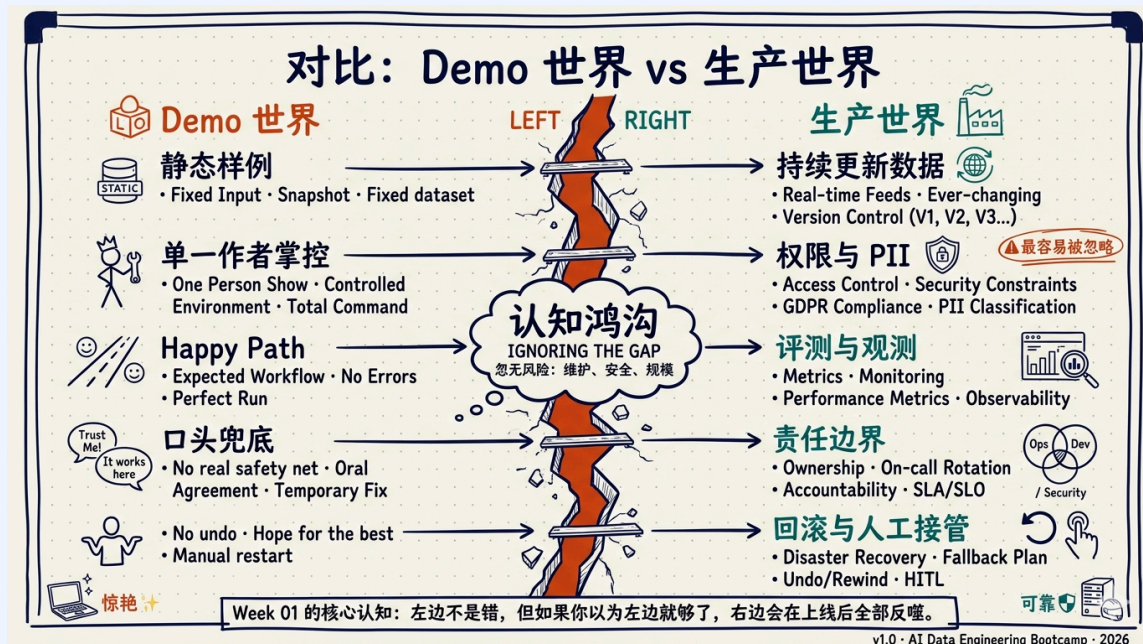 对比：Demo 世界 vs 生产世界
Demo 世界
LEFT
RIGHT
生产世界
STATIC
静态样例
• Fixed Input · Snapshot · Fixed dataset
持续更新数据
• Real-time Feeds · Ever-changing
• Version Control (V1, V2, V3...)
单一作者掌控
• One Person Show · Controlled
Environment · Total Command
权限与 PII
最容易被忽略
• Access Control · Security Constraints
• GDPR Compliance · PII Classification
认知鸿沟
IGNORING THE GAP
忽无风险：维护、安全、规模
Happy Path
• Expected Workflow · No Errors
• Perfect Run
评测与观测
• Metrics · Monitoring
• Performance Metrics · Observability
Trust
Me!
It works
here
口头兜底
• No real safety net · Oral
Agreement · Temporary Fix
责任边界
• Ownership · On-call Rotation
• Accountability · SLA/SLO
Ops
Dev
/ Security
• No undo · Hope for the best
• Manual restart
回滚与人工接管
• Disaster Recovery · Fallback Plan
• Undo/Rewind · HITL
惊艳
可靠
Week 01 的核心认知：左边不是错，但如果你以为左边就够了，右边会在上线后全部反噬。
v1.0 · AI Data Engineering Bootcamp · 2026